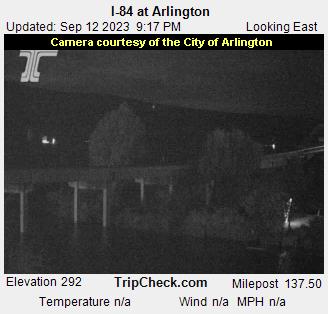 I-84 at Arlington
Updated: Sep 12 2023 9:17 PM Looking East
Camera courtesy of the City of Arlington
Elevation 292 TripCheck.com Milepost 137.50
Temperature n/a Wind n/a MPH n/a